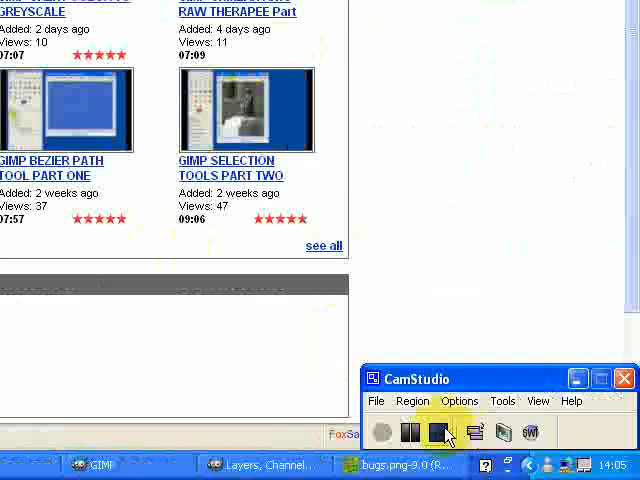 GREYSCALE
RAW THERAPEE Part
Added: 2 days ago
Views: 10
07:07
Added: 4 days ago
Views: 11
07:09
GIMP BEZIER PATH
TOOL PART ONE
Added: 2 weeks ago
Views: 37
07:57
GIMP SELECTION
TOOLS PART TWO
Added: 2 weeks ago
Views: 47
09:06
see all
CamStudio
File Region Options Tools View Help
FoxSa
GIMP
Layers, Channel...
bugs.png-9.0 (R...
14:05